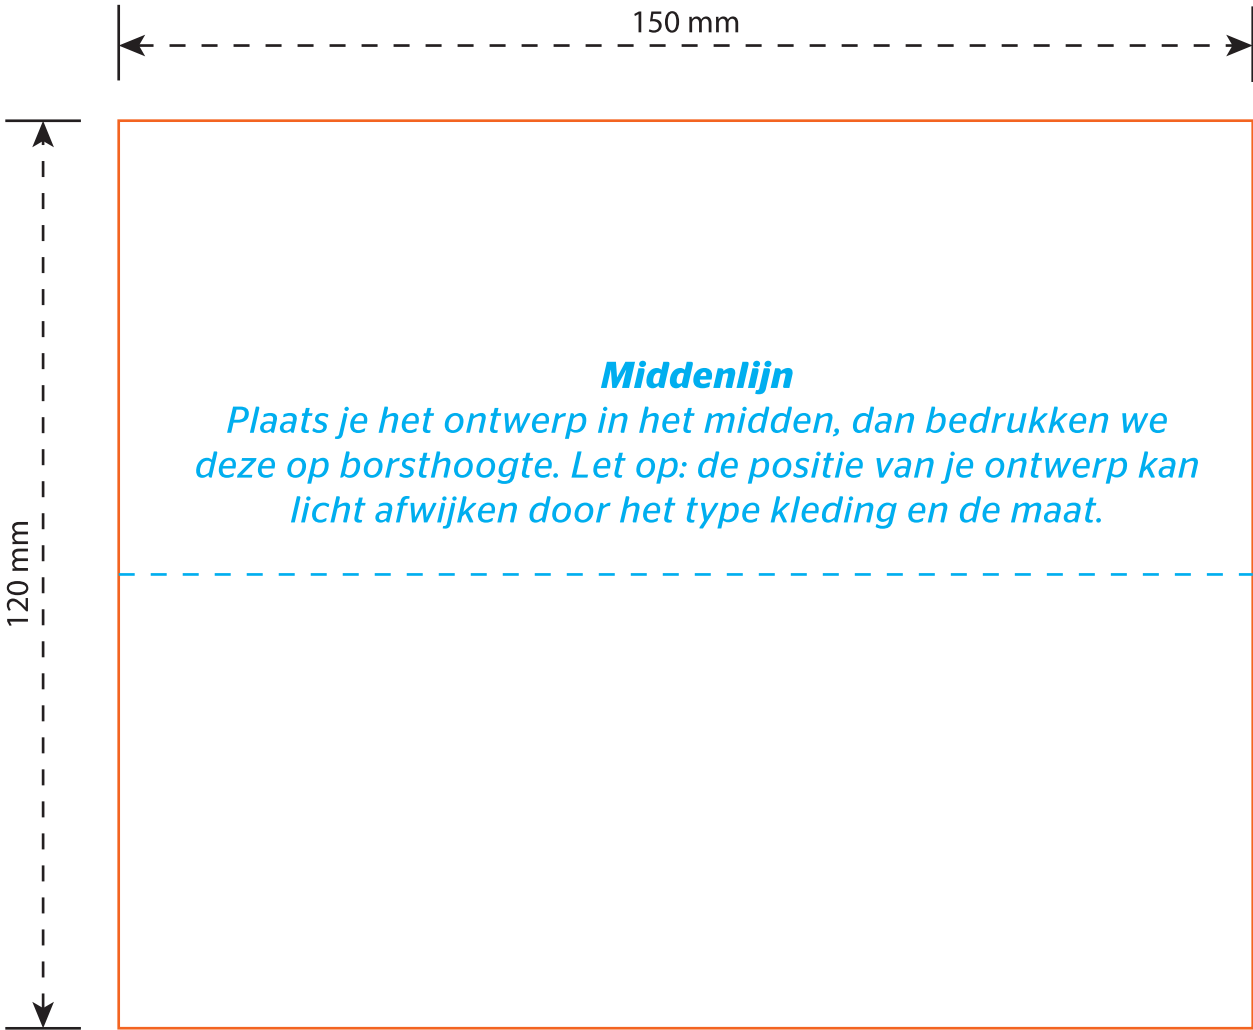 150 mm
Middenlijn
Plaats je het ontwerp in het midden, dan bedrukken we
deze op borsthoogte. Let op: de positie van je ontwerp kan
licht afwijken door het type kleding en de maat.
120 mm